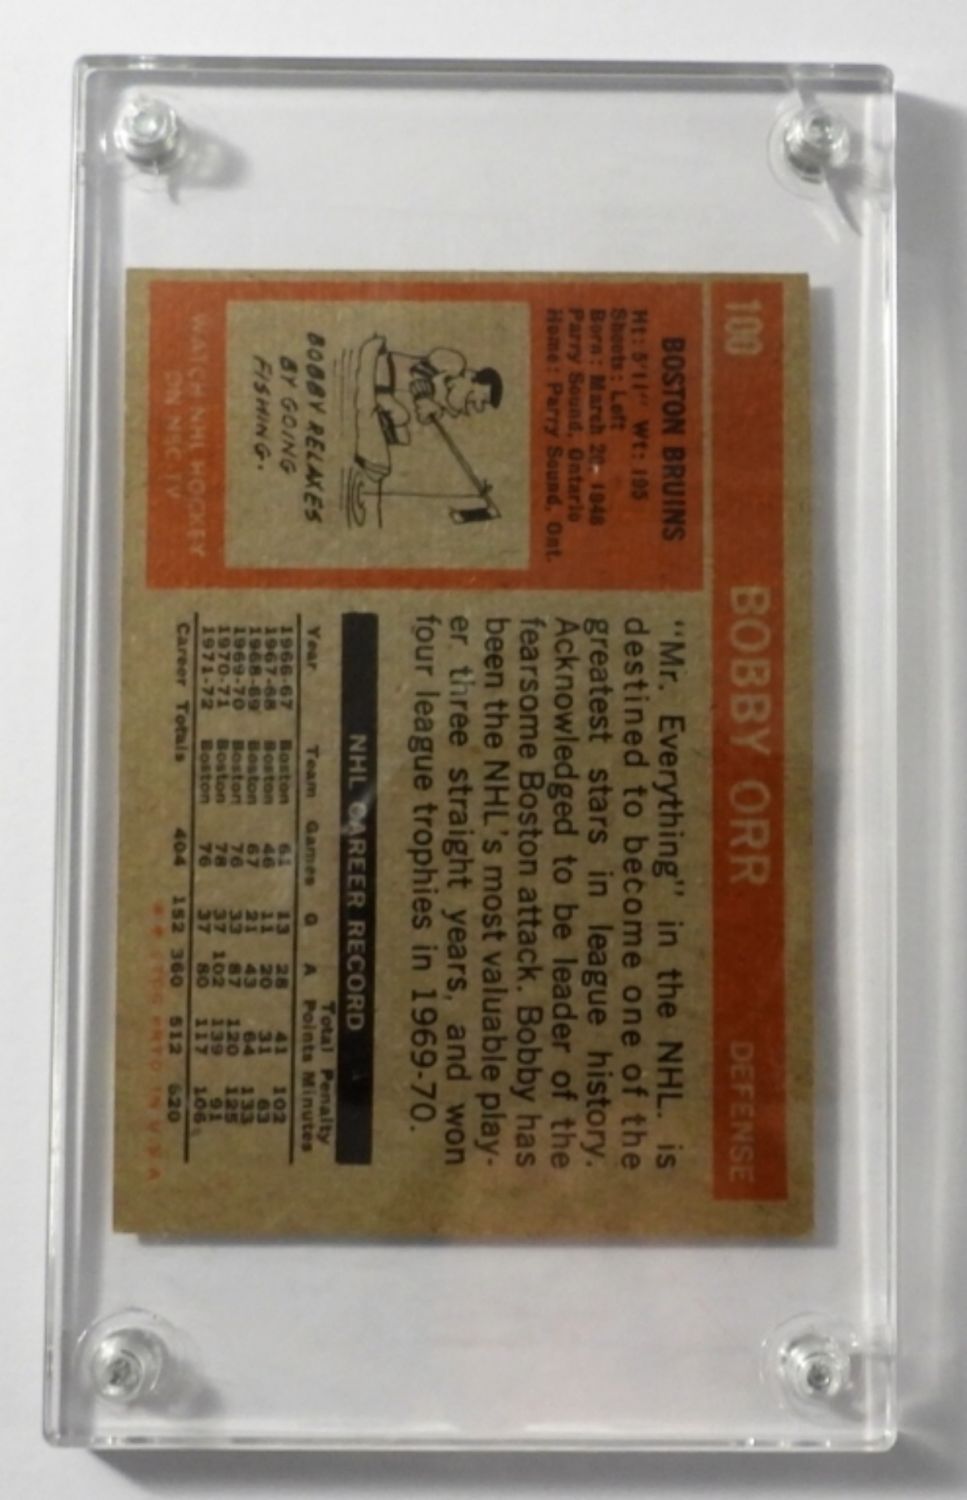 100 BOBBY ORR DEFENSE
BOSTON BRUINS
Ht: 5'11" Wt: 195
Shoots: Left
Born: March 20, 1948
Parry Sound, Ontario
Home: Parry Sound, Ont.
BOBBY RELAXES
BY GOING
FISHING.
WATCH NHL HOCKEY
ON NBC-TV
"Mr. Everything" in the NHL. is
destined to become one of the
greatest stars in league history.
Acknowledged to be leader of the
fearsome Boston attack. Bobby has
been the NHL's most valuable play-
er three straight years, and won
four league trophies in 1969-70.
NHL CAREER RECORD
Total Penalty
Year Team Games G A Points Minutes
1966-67 Boston 61 13 28 41 102
1967-68 Boston 46 11 20 31 63
1968-69 Boston 67 21 43 64 133
1969-70 Boston 76 33 87 120 125
1970-71 Boston 78 37 102 139 91
1971-72 Boston 76 37 80 117 106
Career Totals 404 152 360 512 620
PRTD IN U S A